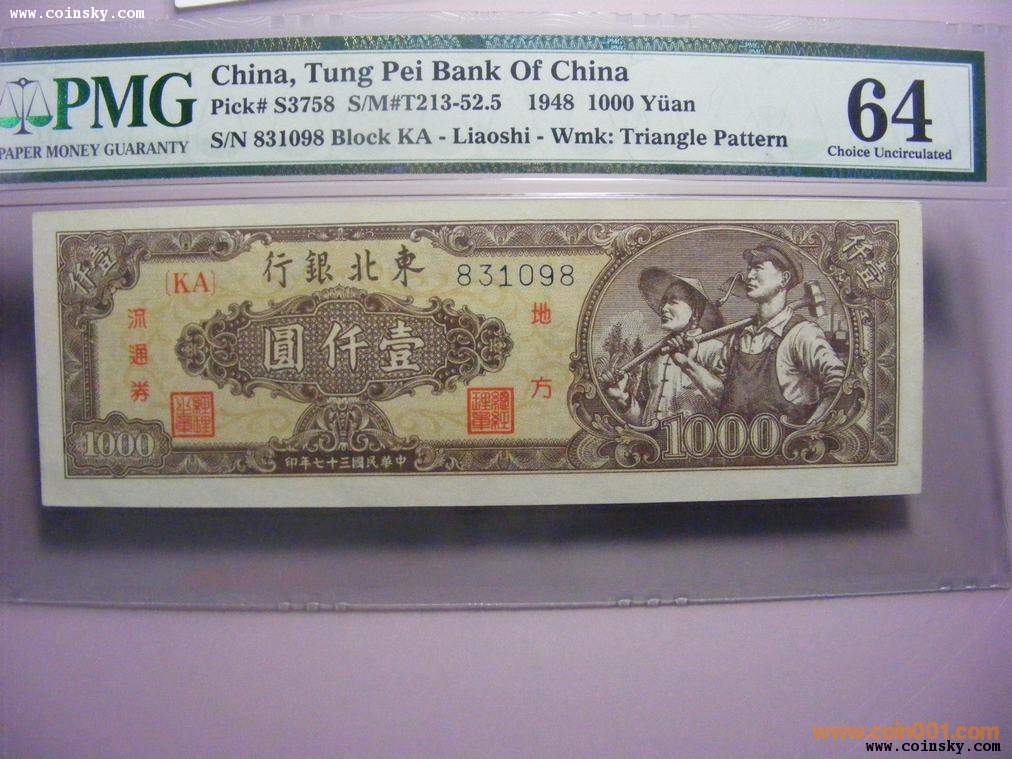 www.coinsky.com
PMG
PAPER MONEY GUARANTY
China, Tung Pei Bank Of China
Pick# S3758 S/M#T213-52.5 1948 1000 Yüan
S/N 831098 Block KA - Liaoshi - Wmk: Triangle Pattern
64
Choice Uncirculated
仟壹
行銀北東
831098
仟壹
(KA)
流通券
圓仟壹
地方
1000
印年七十三國民華中
1000
www.coin001.com
www.coinsky.com